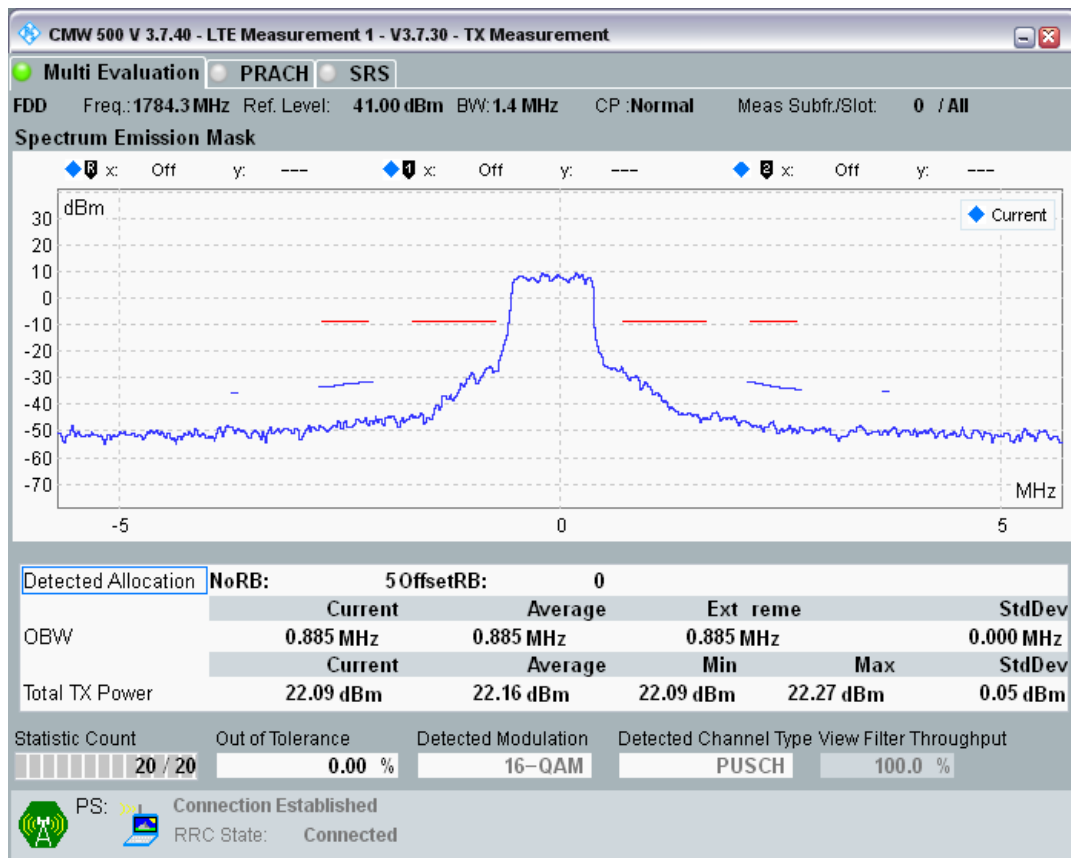 CMW 500 V 3.7.40 - LTE Measurement 1 - V3.7.30 - TX Measurement
Multi Evaluation PRACH SRS
FDD Freq.:1784.3 MHz Ref. Level: 41.00 dBm BW:1.4 MHz CP :Normal Meas Subfr./Slot: 0 / All
Spectrum Emission Mask
R x: Off y: --- 1 x: Off y: --- 2 x: Off y: ---
dBm
Current
30
20
10
0
-10
-20
-30
-40
-50
-60
-70
MHz
-5 0 5
Detected Allocation NoRB: 5 OffsetRB: 0
Current Average Ext reme StdDev
OBW 0.885 MHz 0.885 MHz 0.885 MHz 0.000 MHz
Current Average Min Max StdDev
Total TX Power 22.09 dBm 22.16 dBm 22.09 dBm 22.27 dBm 0.05 dBm
Statistic Count Out of Tolerance Detected Modulation Detected Channel Type View Filter Throughput
20 / 20 0.00 % 16-QAM PUSCH 100.0 %
PS: Connection Established
RRC State: Connected